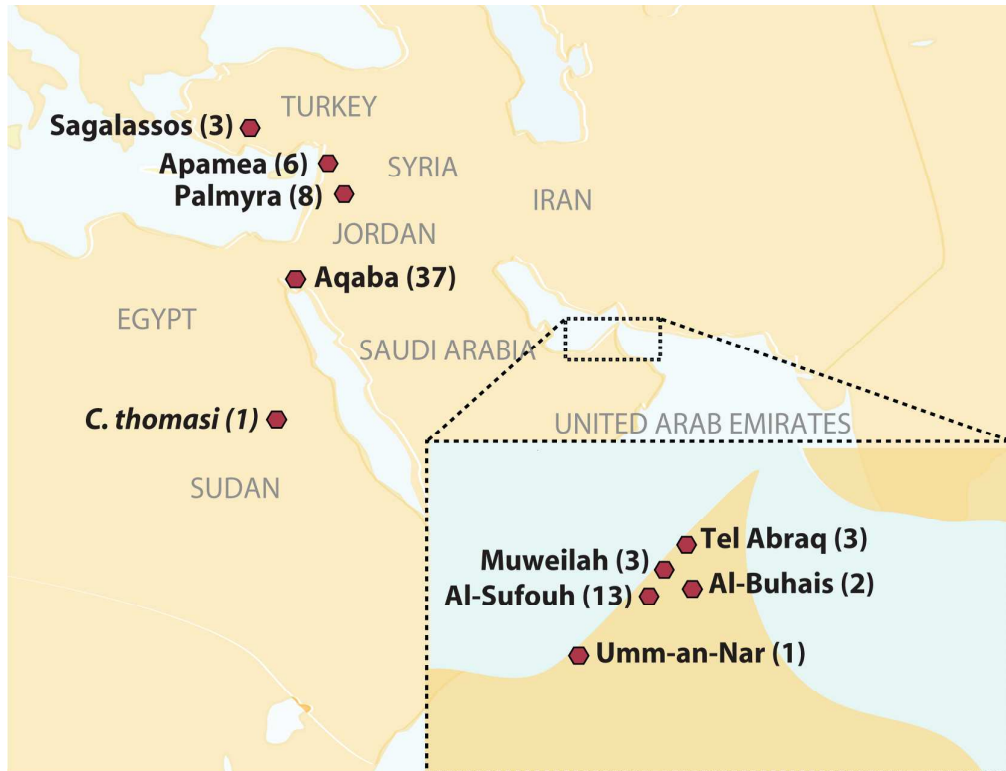 TURKEY
Sagalassos (3)
Apamea (6)
SYRIA
Palmyra (8)
IRAN
JORDAN
Aqaba (37)
EGYPT
SAUDI ARABIA
C. thomasi (1)
UNITED ARAB EMIRATES
SUDAN
Tel Abraq (3)
Muweilah (3)
Al-Buhais (2)
Al-Sufouh (13)
Umm-an-Nar (1)